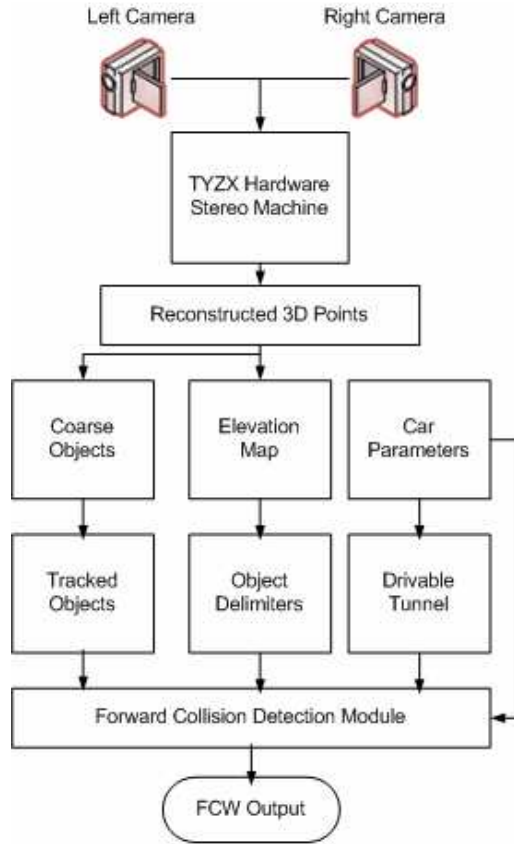 Left Camera
Right Camera
TYZX Hardware
Stereo Machine
Reconstructed 3D Points
Coarse
Objects
Elevation
Map
Car
Parameters
Tracked
Objects
Object
Delimiters
Drivable
Tunnel
Forward Collision Detection Module
FCW Output